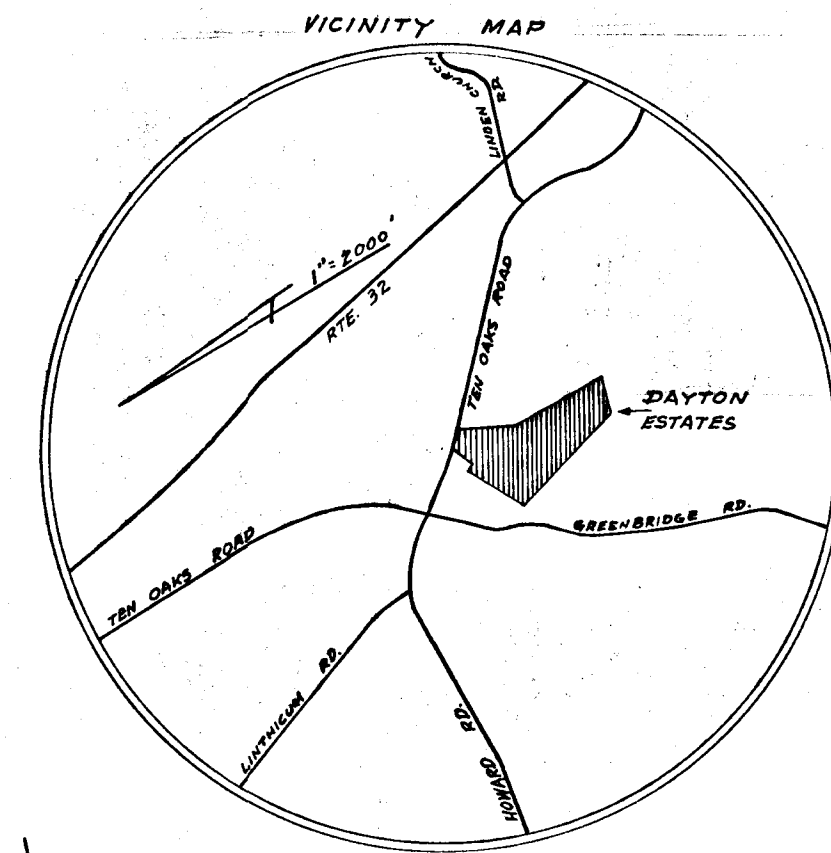 VICINITY MAP
LINDEN CHURCH RD.
1"= 2000'
RTE. 32
TEN OAKS ROAD
DAYTON
ESTATES
GREENBRIDGE RD.
TEN OAKS ROAD
LINTHICUM RD.
HOWARD RD.